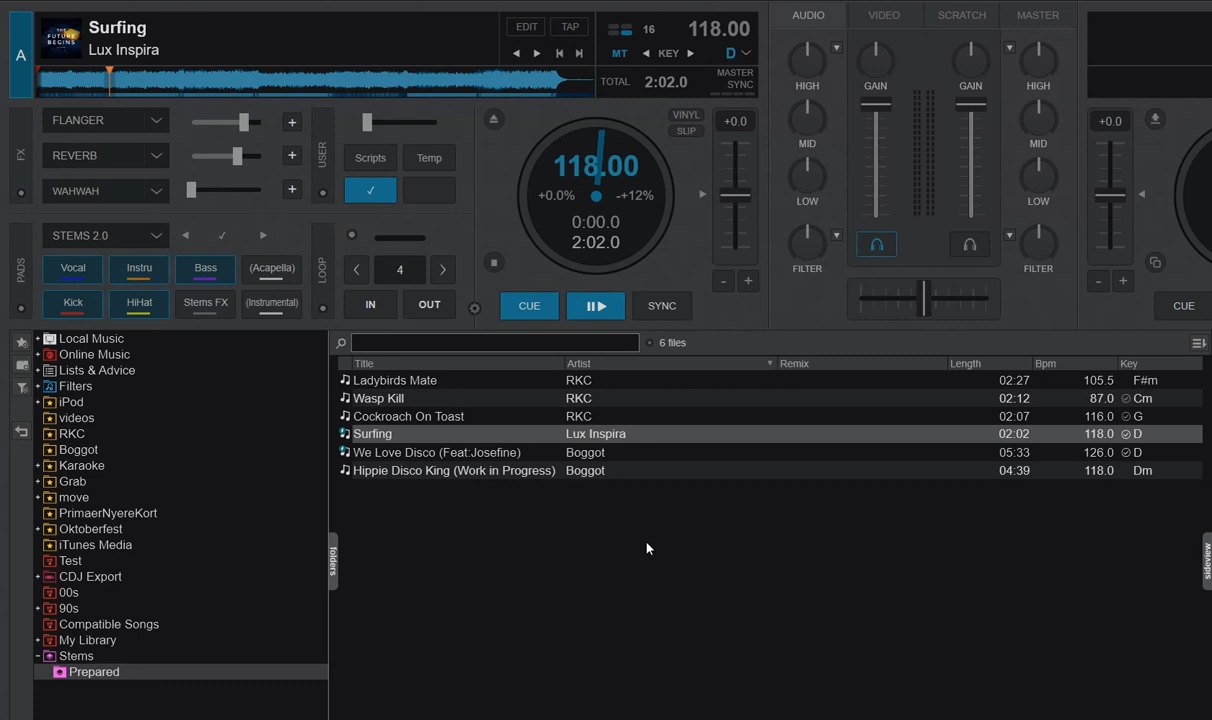 A
THE FUTURE BEGINS
Surfing
Lux Inspira
EDIT
TAP
16
118.00
MT
KEY
D
TOTAL
2:02.0
MASTER SYNC
AUDIO
VIDEO
SCRATCH
MASTER
HIGH
GAIN
GAIN
HIGH
MID
MID
LOW
LOW
FILTER
FILTER
FX
FLANGER
+
REVERB
+
WAHWAH
+
USER
Scripts
Temp
✓
118.00
+0.0%
-+12%
0:00.0
2:02.0
VINYL
SLIP
+0.0
- +
+0.0
- +
PADS
STEMS 2.0
✓
Vocal
Instru
Bass
(Acapella)
Kick
HiHat
Stems FX
(Instrumental)
LOOP
4
IN
OUT
CUE
SYNC
CUE
+ Local Music
+ Online Music
+ Lists & Advice
+ Filters
+ iPod
videos
RKC
Boggot
+ Karaoke
+ Grab
+ move
PrimaerNyereKort
+ Oktoberfest
iTunes Media
Test
+ CDJ Export
00s
+ 90s
Compatible Songs
+ My Library
- Stems
Prepared
folders
6 files
Title Artist Remix Length Bpm Key
Ladybirds Mate RKC 02:27 105.5 F#m
Wasp Kill RKC 02:12 87.0 Cm
Cockroach On Toast RKC 02:07 116.0 G
Surfing Lux Inspira 02:02 118.0 D
We Love Disco (Feat:Josefine) Boggot 05:33 126.0 D
Hippie Disco King (Work in Progress) Boggot 04:39 118.0 Dm
sideview